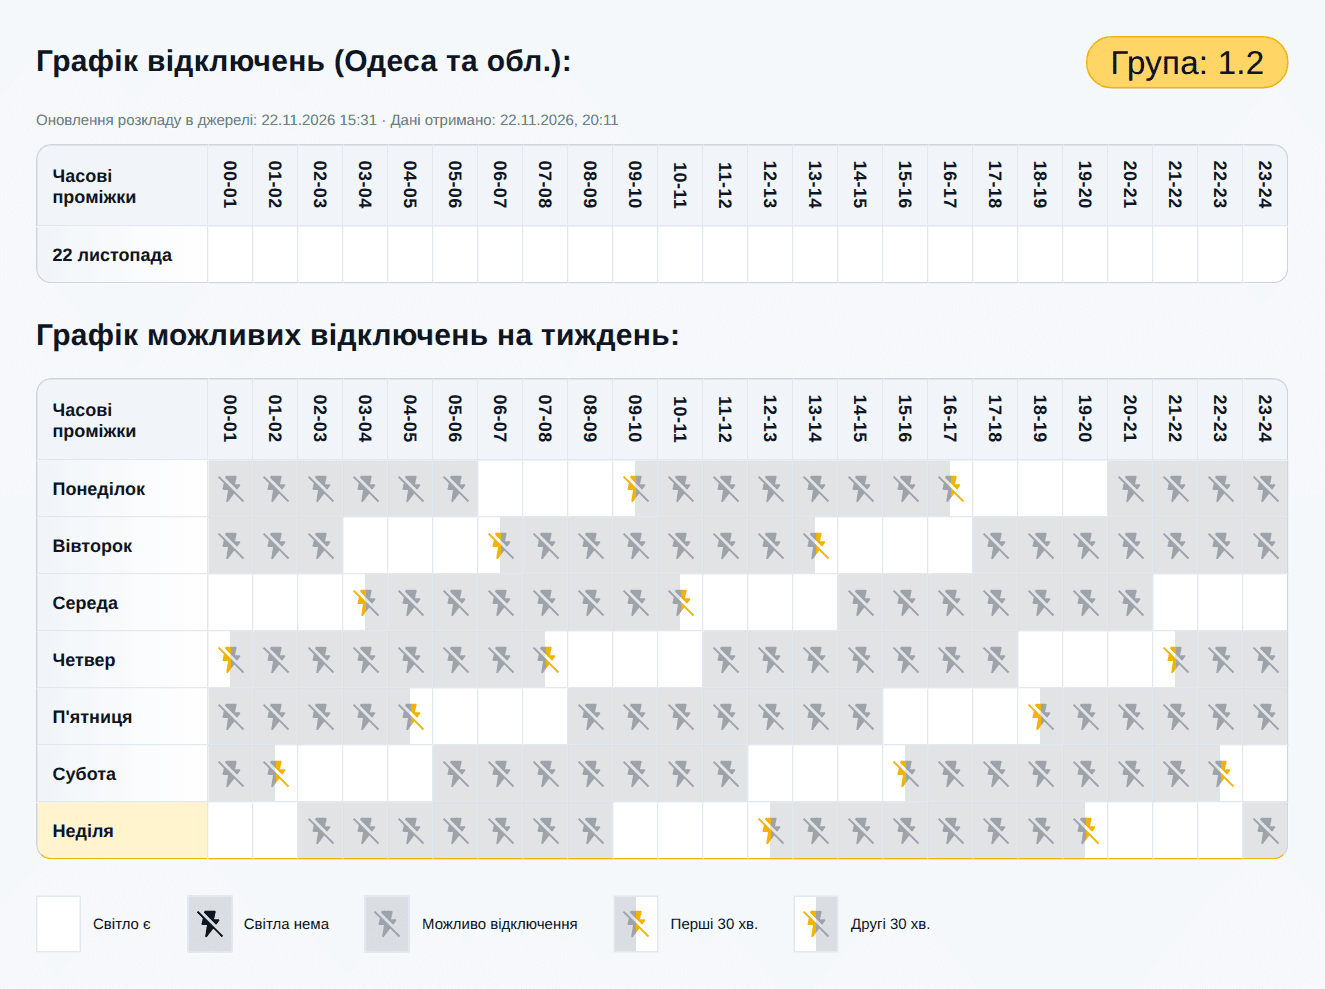 Графік відключень (Одеса та обл.):
Група: 1.2
Оновлення розкладу в джерелі: 22.11.2026 15:31 · Дані отримано: 22.11.2026, 20:11
Часові проміжки 00-01 01-02 02-03 03-04 04-05 05-06 06-07 07-08 08-09 09-10 10-11 11-12 12-13 13-14 14-15 15-16 16-17 17-18 18-19 19-20 20-21 21-22 22-23 23-24
22 листопада
Графік можливих відключень на тиждень:
Часові проміжки 00-01 01-02 02-03 03-04 04-05 05-06 06-07 07-08 08-09 09-10 10-11 11-12 12-13 13-14 14-15 15-16 16-17 17-18 18-19 19-20 20-21 21-22 22-23 23-24
Понеділок
Вівторок
Середа
Четвер
П'ятниця
Субота
Неділя
Світло є Світла нема Можливо відключення Перші 30 хв. Другі 30 хв.